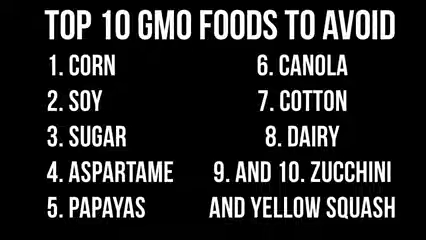 TOP 10 GMO FOODS TO AVOID
1. CORN
2. SOY
3. SUGAR
4. ASPARTAME
5. PAPAYAS
6. CANOLA
7. COTTON
8. DAIRY
9. AND 10. ZUCCHINI
AND YELLOW SQUASH